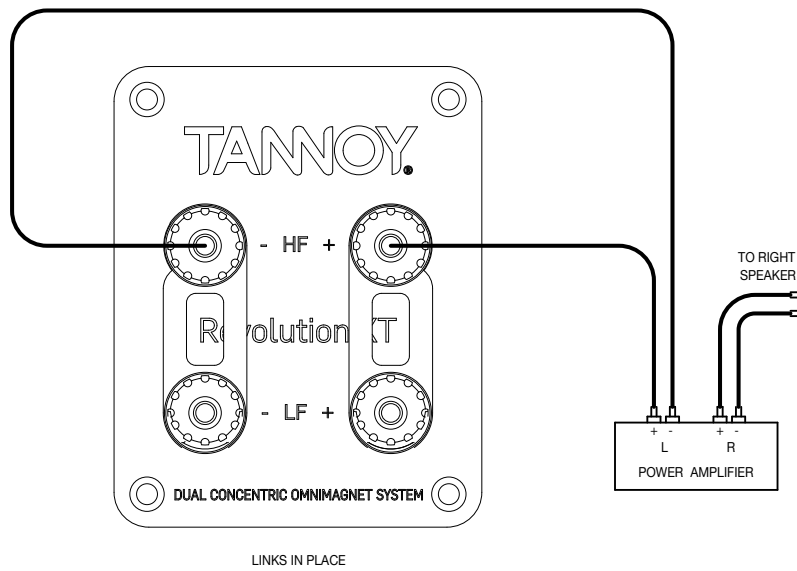 TANNOY®
- HF +
TO RIGHT
SPEAKER
Revolution XT
- LF +
+ - + -
L R
POWER AMPLIFIER
DUAL CONCENTRIC OMNIMAGNET SYSTEM
LINKS IN PLACE